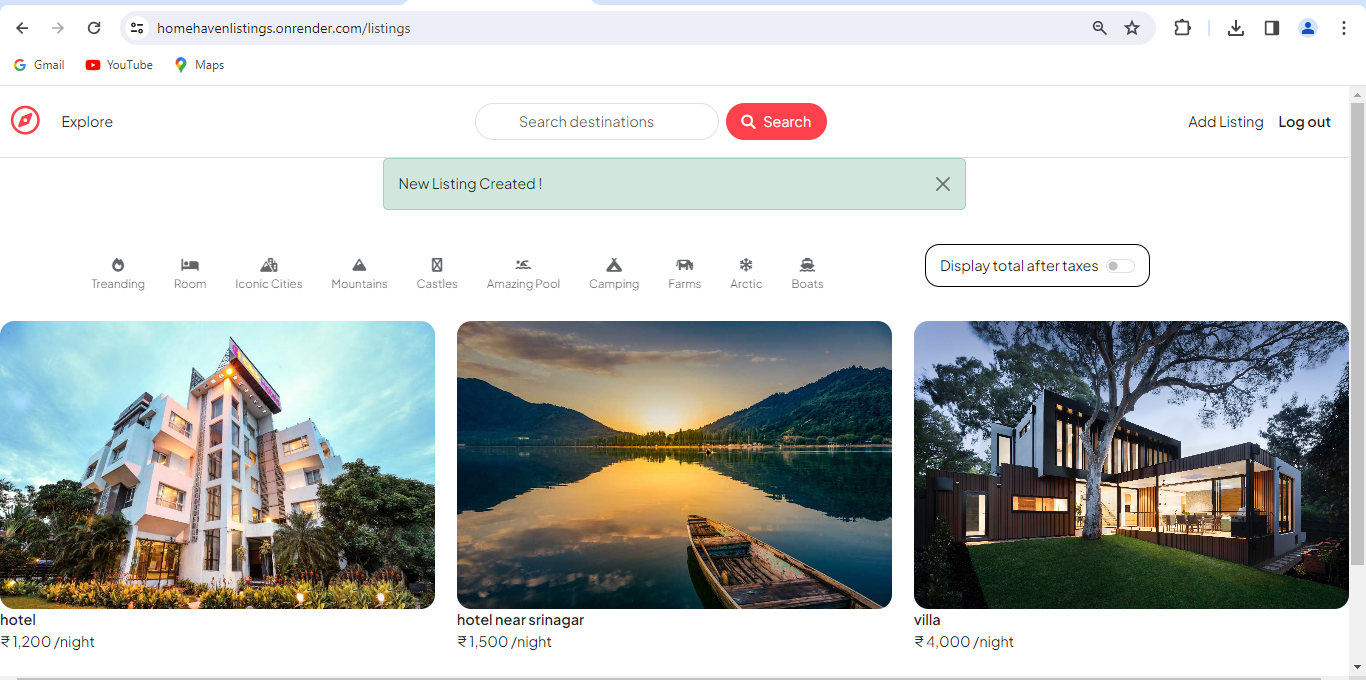 homehavenlistings.onrender.com/listings
Gmail YouTube Maps
Explore Search destinations Search Add Listing Log out
New Listing Created !
Treanding Room Iconic Cities Mountains Castles Amazing Pool Camping Farms Arctic Boats Display total after taxes
hotel hotel near srinagar villa
₹1,200 /night ₹1,500 /night ₹4,000 /night